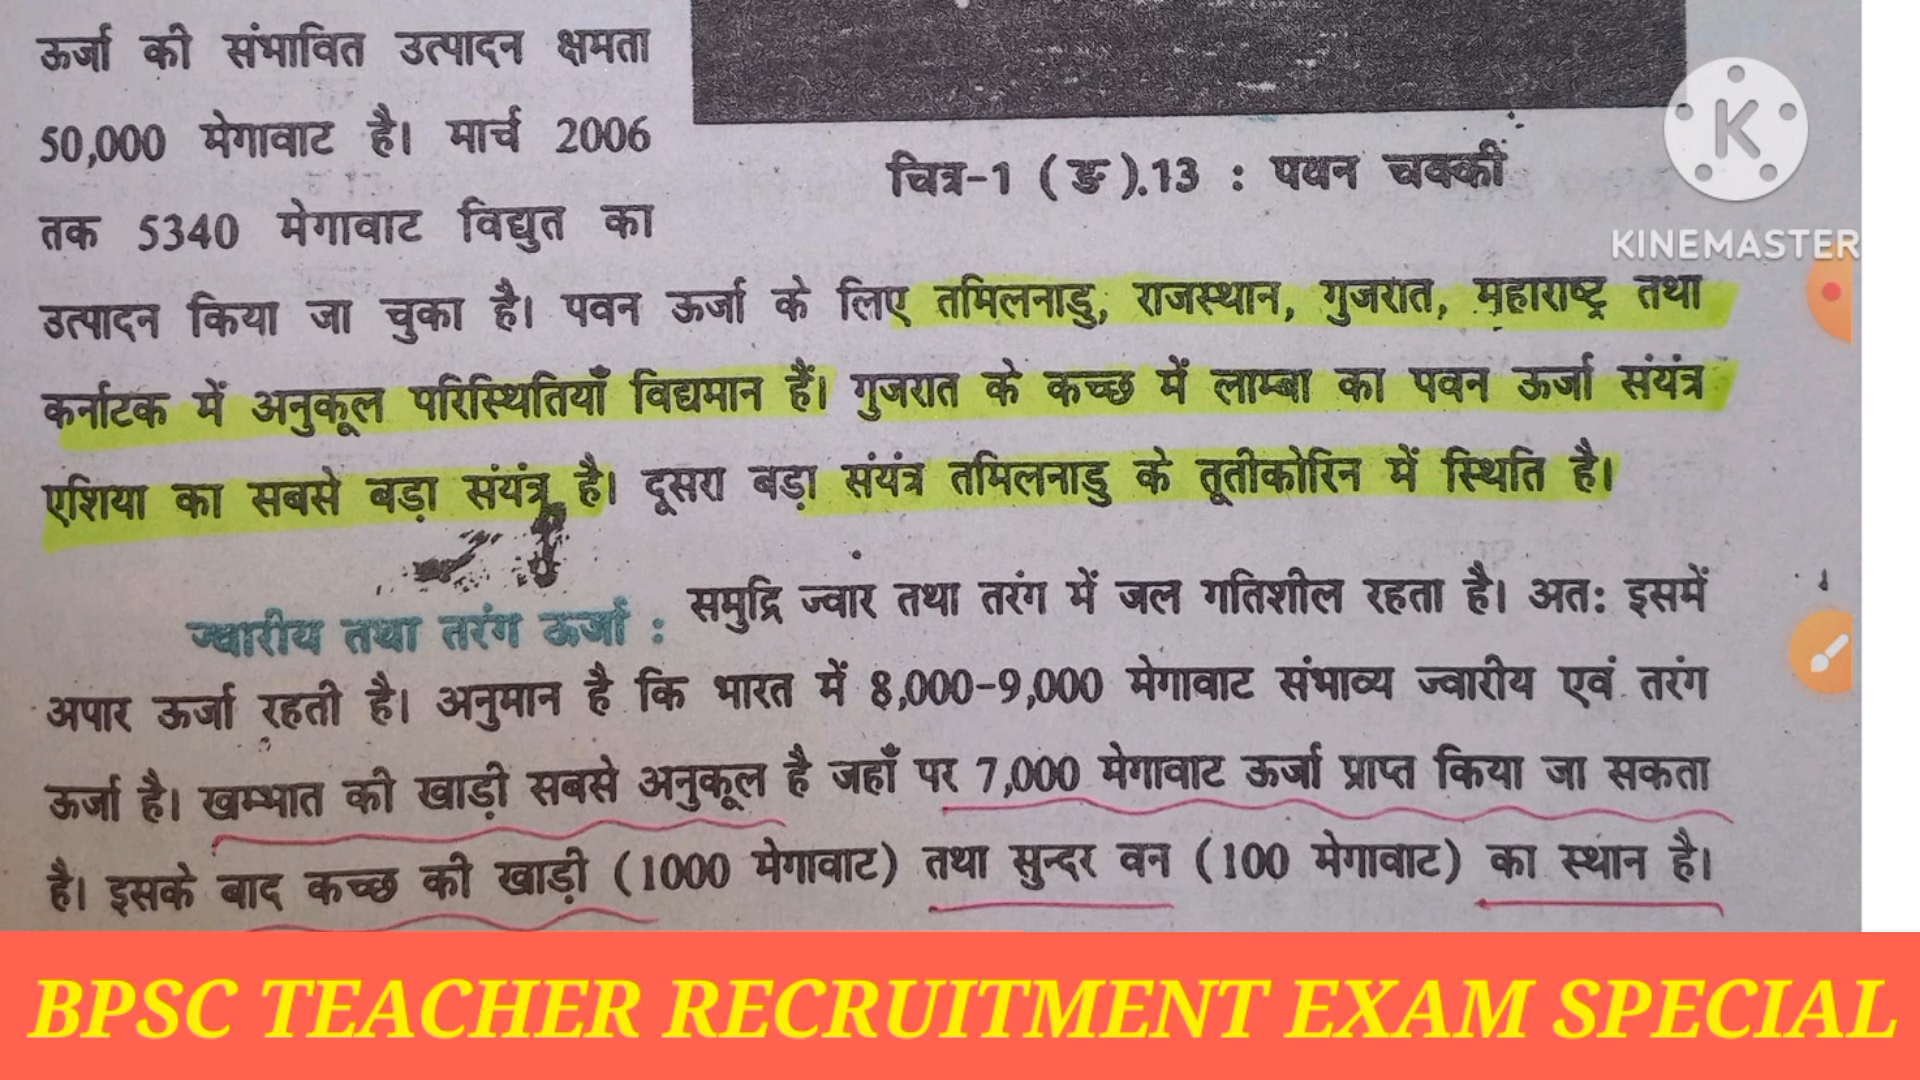 ऊर्जा की संभावित उत्पादन क्षमता
50,000 मेगावाट है। मार्च 2006
तक 5340 मेगावाट विद्युत का
चित्र-1 (ङ).13 : पवन चक्की
K
KINEMASTER
उत्पादन किया जा चुका है। पवन ऊर्जा के लिए तमिलनाडु, राजस्थान, गुजरात, महाराष्ट्र तथा
कर्नाटक में अनुकूल परिस्थितियाँ विद्यमान हैं। गुजरात के कच्छ में लाम्बा का पवन ऊर्जा संयंत्र
एशिया का सबसे बड़ा संयंत्र है। दूसरा बड़ा संयंत्र तमिलनाडु के तूतीकोरिन में स्थिति है।
ज्वारीय तथा तरंग ऊर्जा : समुद्रि ज्वार तथा तरंग में जल गतिशील रहता है। अत: इसमें
अपार ऊर्जा रहती है। अनुमान है कि भारत में 8,000-9,000 मेगावाट संभाव्य ज्वारीय एवं तरंग
ऊर्जा है। खम्भात की खाड़ी सबसे अनुकूल है जहाँ पर 7,000 मेगावाट ऊर्जा प्राप्त किया जा सकता
है। इसके बाद कच्छ की खाड़ी (1000 मेगावाट) तथा सुन्दर वन (100 मेगावाट) का स्थान है।
BPSC TEACHER RECRUITMENT EXAM SPECIAL